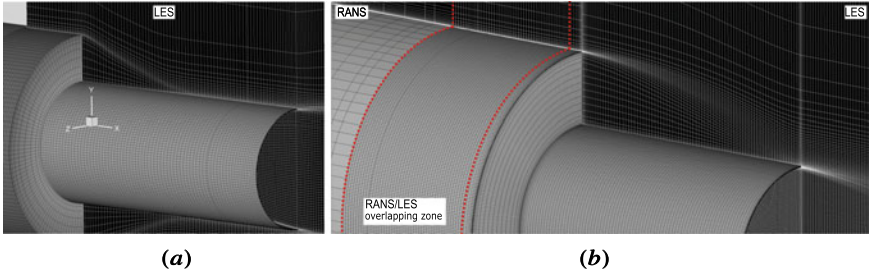 LES
Y
Z
X
RANS
LES
RANS/LES
overlapping zone
(a)
(b)